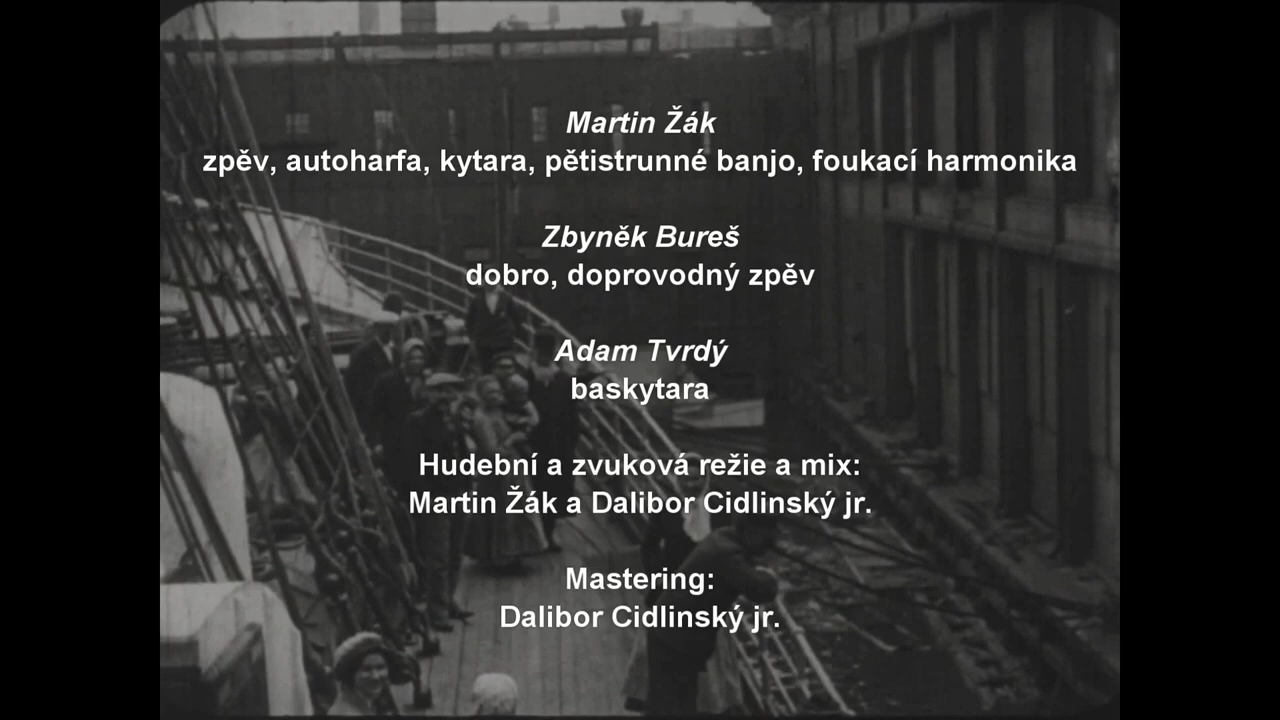 Martin Žák
zpěv, autoharfa, kytara, pětistrunné banjo, foukací harmonika
Zbyněk Bureš
dobro, doprovodný zpěv
Adam Tvrdý
baskytara
Hudební a zvuková režie a mix:
Martin Žák a Dalibor Cidlinský jr.
Mastering:
Dalibor Cidlinský jr.